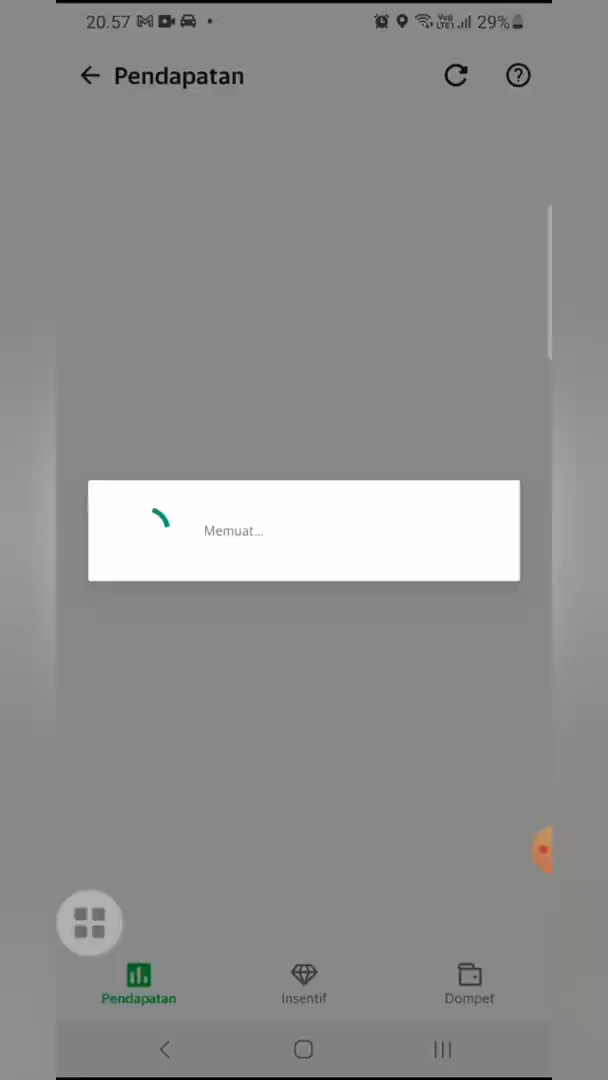 20.57 29%
Pendapatan
Memuat...
Pendapatan Insentif Dompet